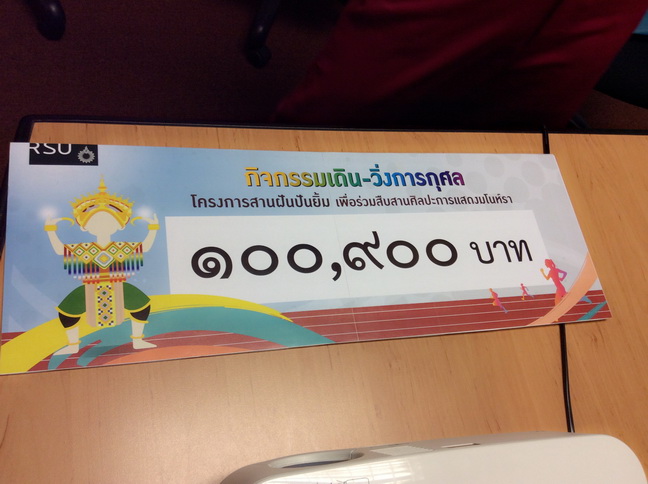 RSU
กิจกรรมเดิน-วิ่งการกุศล
โครงการสานฝันปันยิ้ม เพื่อร่วมสืบสานศิลปะการแสดงมโนห์รา
๑๐๐,๙๐๐ บาท